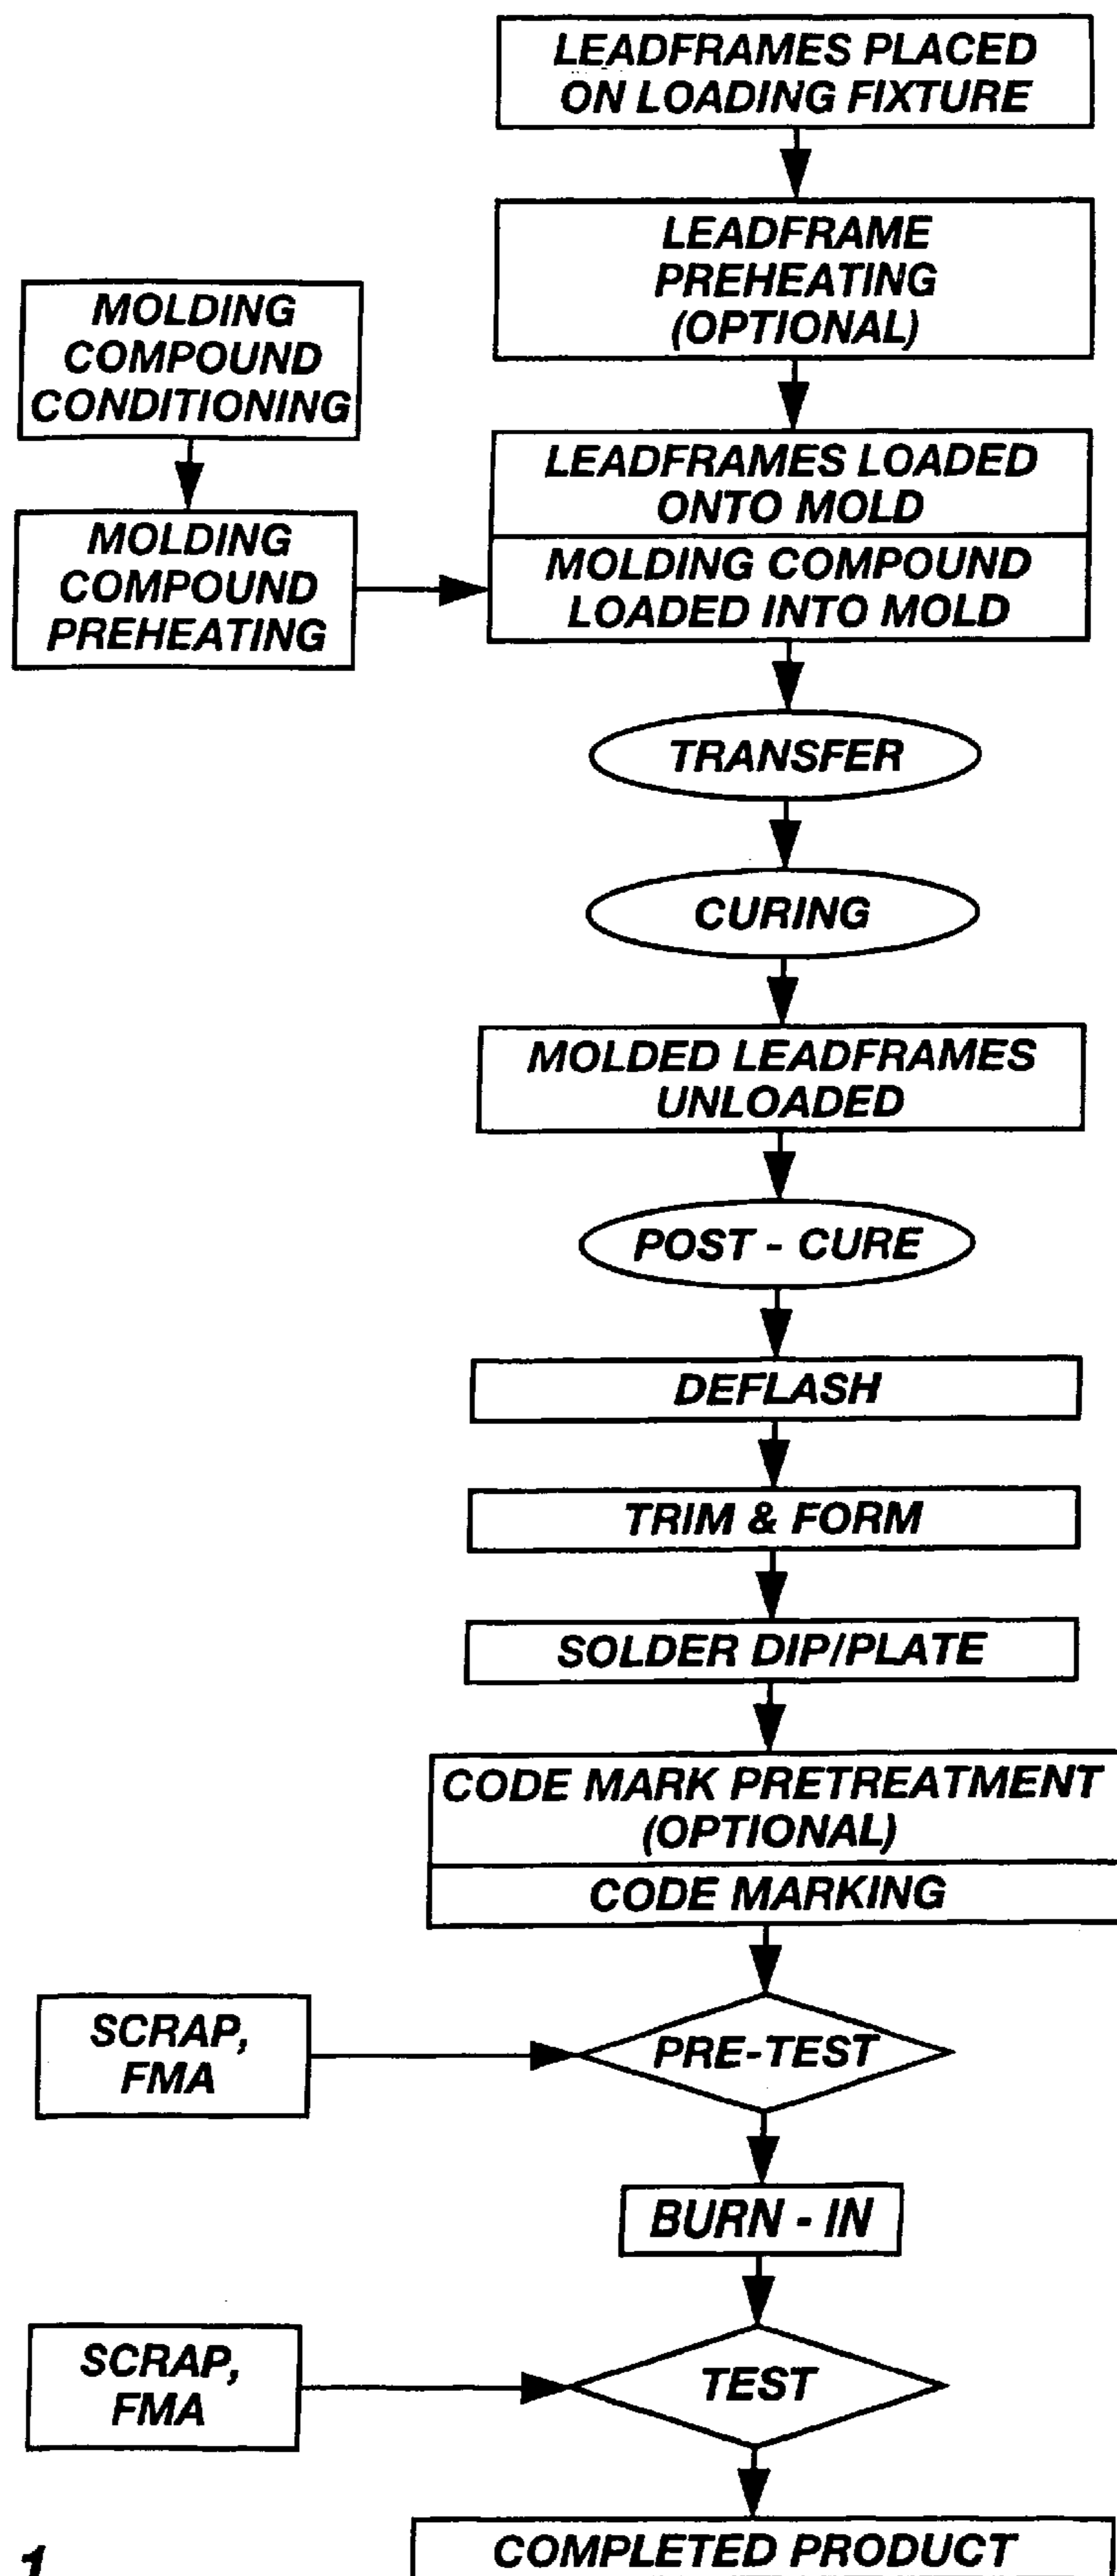 LEADFRAMES PLACED
ON LOADING FIXTURE
LEADFRAME
PREHEATING
(OPTIONAL)
MOLDING
COMPOUND
CONDITIONING
LEADFRAMES LOADED
ONTO MOLD
MOLDING
COMPOUND
PREHEATING
MOLDING COMPOUND
LOADED INTO MOLD
TRANSFER
CURING
MOLDED LEADFRAMES
UNLOADED
POST - CURE
DEFLASH
TRIM & FORM
SOLDER DIP/PLATE
CODE MARK PRETREATMENT
(OPTIONAL)
CODE MARKING
SCRAP,
FMA
PRE-TEST
BURN - IN
SCRAP,
FMA
TEST
COMPLETED PRODUCT
1